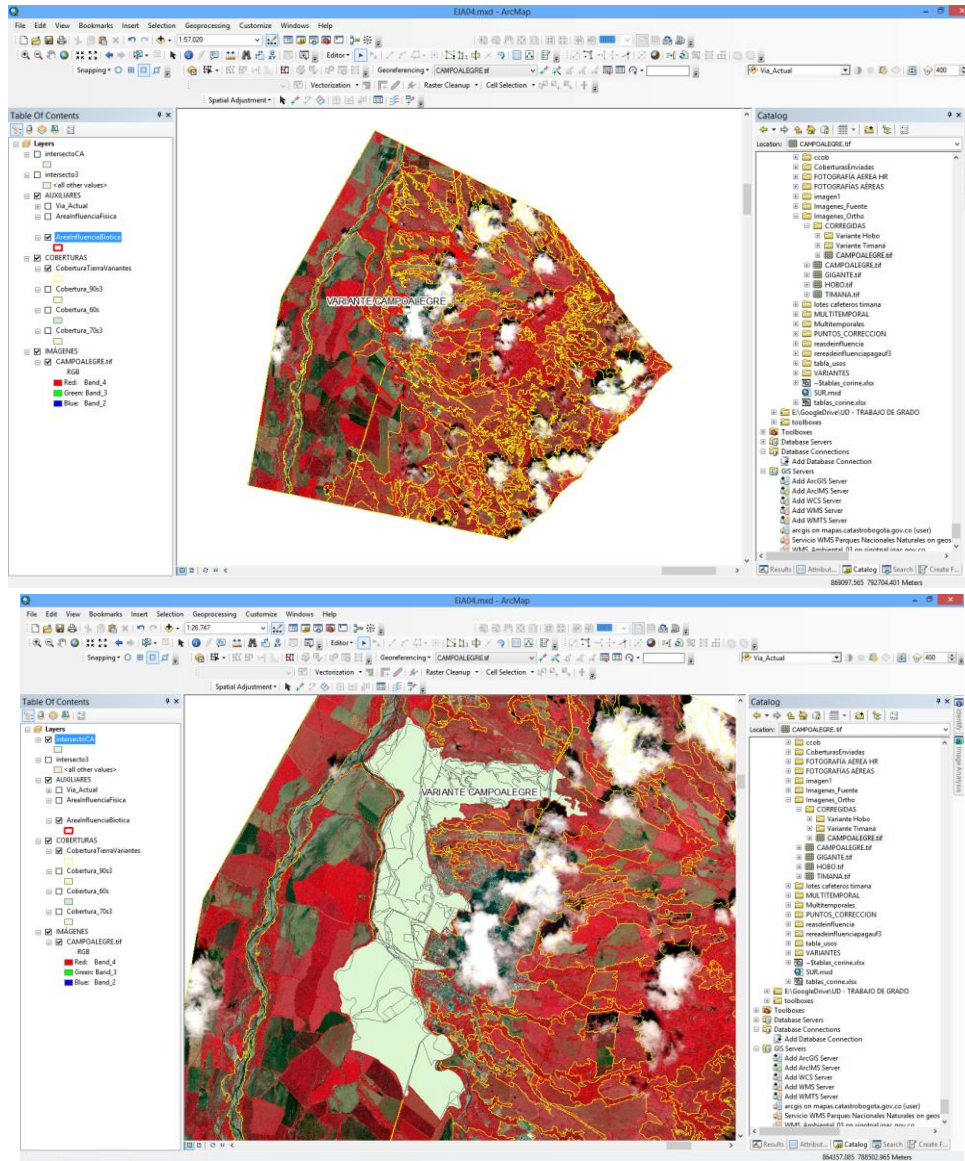 EIA04.mxd - ArcMap
File Edit View Bookmarks Insert Selection Geoprocessing Customize Windows Help
1:57.020
Editor
Snapping Georeferencing CAMPOALEGRE.tif Via_Actual 400
Vectorization Raster Cleanup Cell Selection
Spatial Adjustment
Table Of Contents
Layers
intersectoCA
intersecto3
<all other values>
AUXILIARES
Via_Actual
AreaInfluenciaFisica
AreaInfluenciaBiotica
COBERTURAS
CoberturaTierraVariantes
Cobertura_90s3
Cobertura_60s
Cobertura_70s3
IMÁGENES
CAMPOALEGRE.tif
RGB
Red: Band_4
Green: Band_3
Blue: Band_2
VARIANTE CAMPOALEGRE
Catalog
Location: CAMPOALEGRE.tif
ccob
CoberturasEnviadas
FOTOGRAFIA AEREA HR
FOTOGRAFÍAS AÉREAS
imagen1
Imagenes_Fuente
Imagenes_Ortho
CORREGIDAS
Variante Hobo
Variante Timaná
CAMPOALEGRE.tif
CAMPOALEGRE.tif
GIGANTE.tif
HOBO.tif
TIMANA.tif
lotes cafeteros timana
MULTITEMPORAL
Multitemporales
PUNTOS_CORRECCION
reasdeinfluencia
rereadeinfluenciapagauf3
tabla_usos
VARIANTES
~$tablas_corine.xlsx
SUR.mxd
tablas_corine.xlsx
E:\GoogleDrive\UD - TRABAJO DE GRADO
toolboxes
Toolboxes
Database Servers
Database Connections
Add Database Connection
GIS Servers
Add ArcGIS Server
Add ArcIMS Server
Add WCS Server
Add WMS Server
Add WMTS Server
arcgis on mapas.catastrobogota.gov.co (user)
Servicio WMS Parques Nacionales Naturales on geos
Results Attribut... Catalog Search Create F...
869097.565 792704.401 Meters
EIA04.mxd - ArcMap
File Edit View Bookmarks Insert Selection Geoprocessing Customize Windows Help
1:26.747
Editor
Snapping Georeferencing CAMPOALEGRE.tif Via_Actual 400
Vectorization Raster Cleanup Cell Selection
Spatial Adjustment
Table Of Contents
Layers
intersectoCA
intersecto3
<all other values>
AUXILIARES
Via_Actual
AreaInfluenciaFisica
AreaInfluenciaBiotica
COBERTURAS
CoberturaTierraVariantes
Cobertura_90s3
Cobertura_60s
Cobertura_70s3
IMÁGENES
CAMPOALEGRE.tif
RGB
Red: Band_4
Green: Band_3
Blue: Band_2
VARIANTE CAMPOALEGRE
Catalog
Location: CAMPOALEGRE.tif
ccob
CoberturasEnviadas
FOTOGRAFIA AEREA HR
FOTOGRAFÍAS AÉREAS
imagen1
Imagenes_Fuente
Imagenes_Ortho
CORREGIDAS
Variante Hobo
Variante Timaná
CAMPOALEGRE.tif
CAMPOALEGRE.tif
GIGANTE.tif
HOBO.tif
TIMANA.tif
lotes cafeteros timana
MULTITEMPORAL
Multitemporales
PUNTOS_CORRECCION
reasdeinfluencia
rereadeinfluenciapagauf3
tabla_usos
VARIANTES
~$tablas_corine.xlsx
SUR.mxd
tablas_corine.xlsx
E:\GoogleDrive\UD - TRABAJO DE GRADO
toolboxes
Toolboxes
Database Servers
Database Connections
Add Database Connection
GIS Servers
Add ArcGIS Server
Add ArcIMS Server
Add WCS Server
Add WMS Server
Add WMTS Server
arcgis on mapas.catastrobogota.gov.co (user)
Servicio WMS Parques Nacionales Naturales on geos
Results Attribut... Catalog Search Create F...
Identify
Image Analysis
864357.085 788502.965 Meters